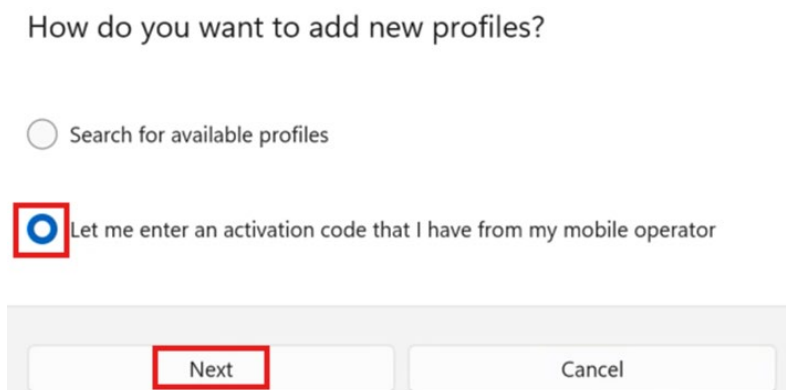 How do you want to add new profiles?
Search for available profiles
Let me enter an activation code that I have from my mobile operator
Next
Cancel